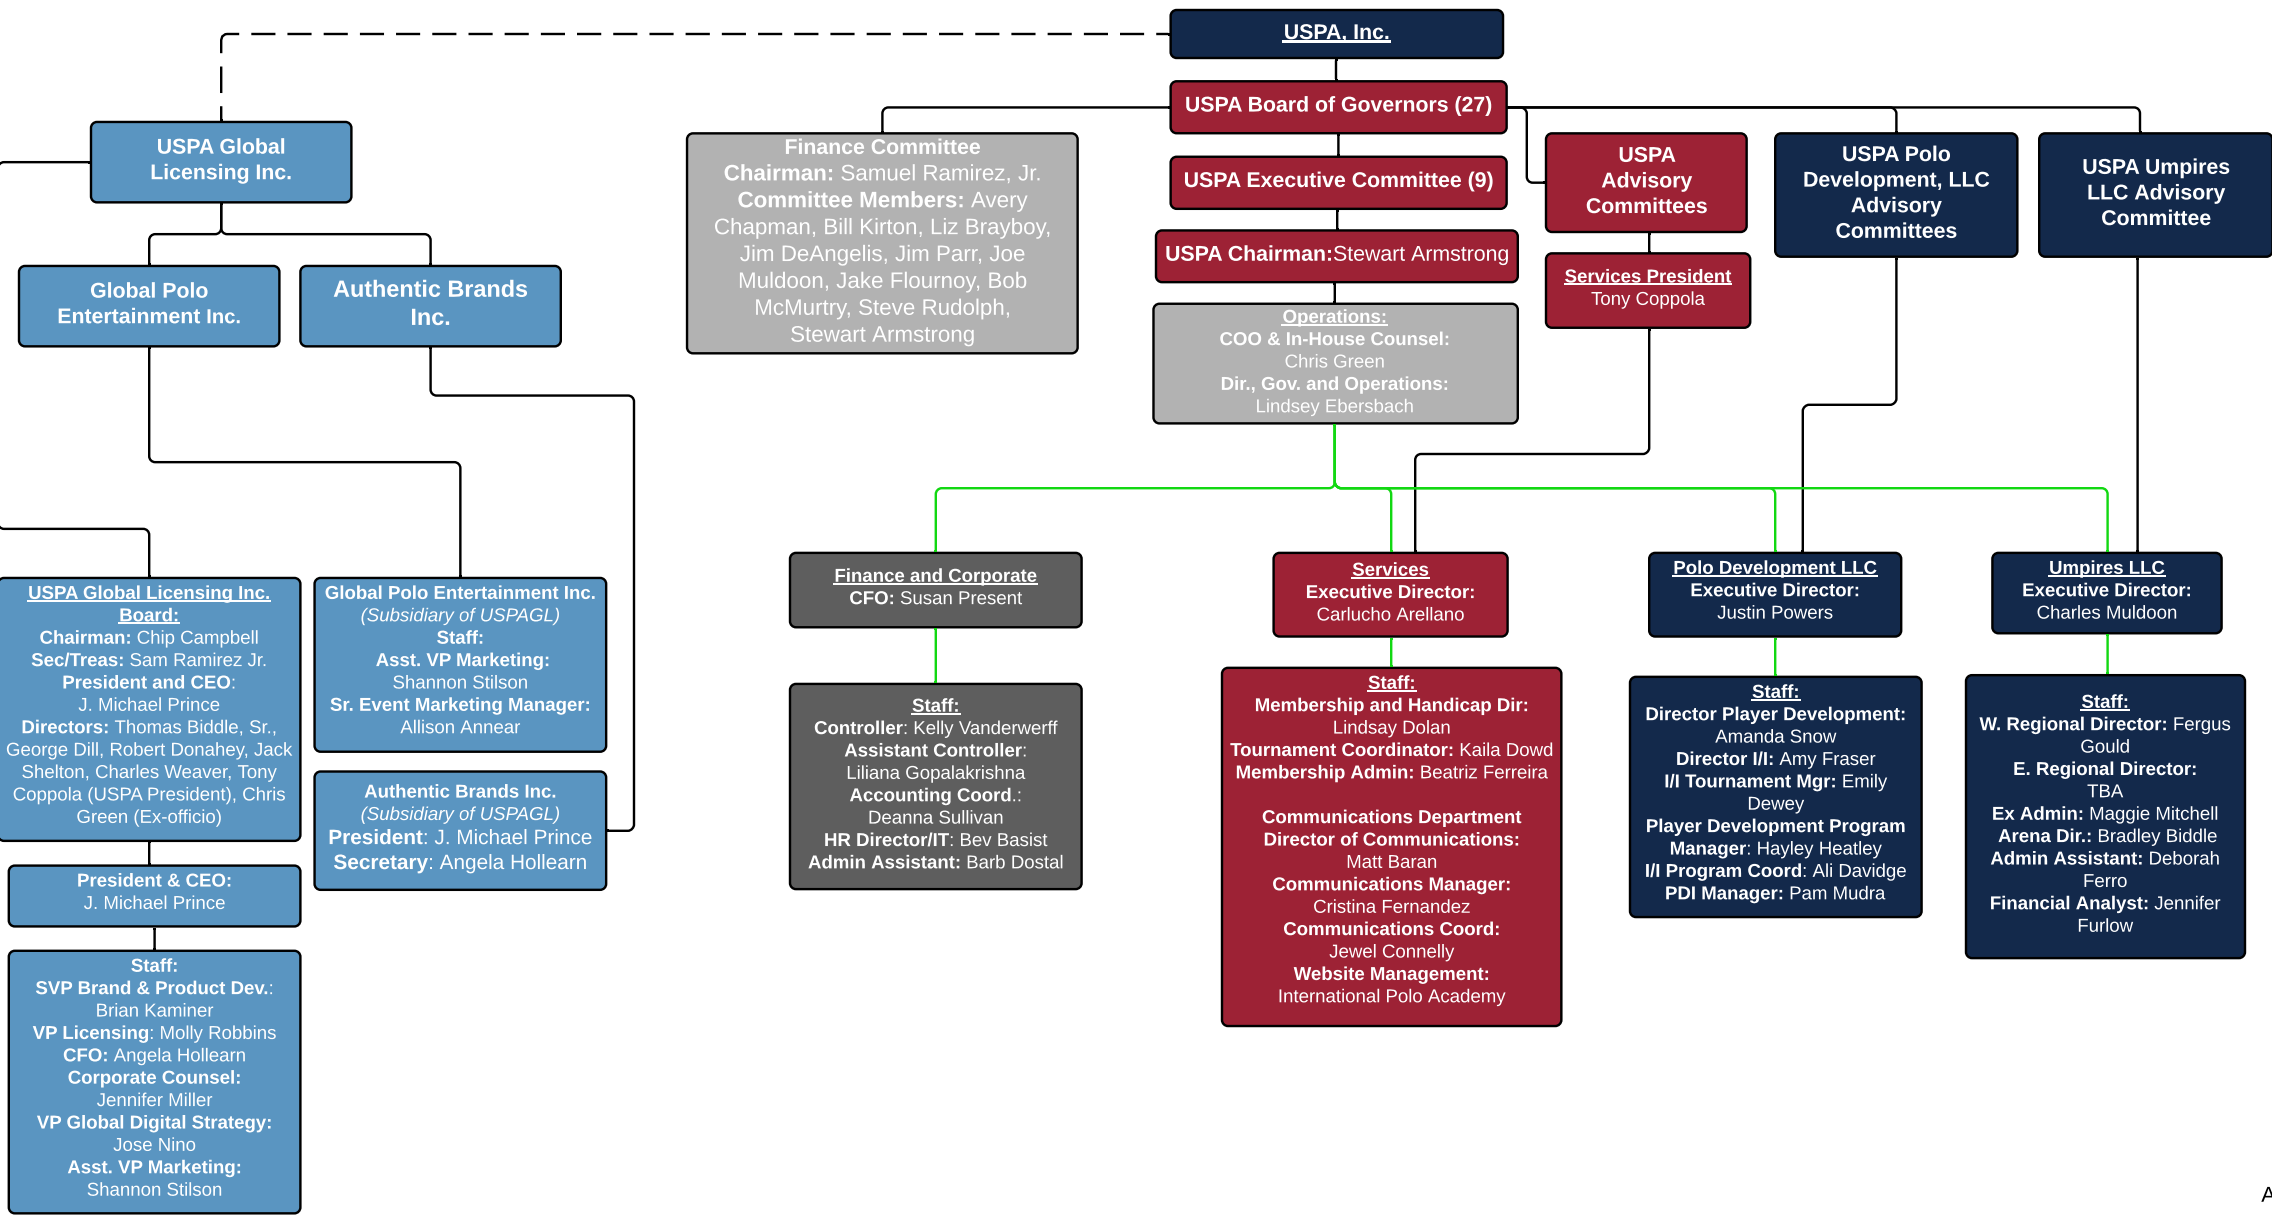 USPA, Inc.
USPA Board of Governors (27)
USPA Global
Licensing Inc.
Finance Committee
Chairman: Samuel Ramirez, Jr.
Committee Members: Avery
Chapman, Bill Kirton, Liz Brayboy,
Jim DeAngelis, Jim Parr, Joe
Muldoon, Jake Flournoy, Bob
McMurtry, Steve Rudolph,
Stewart Armstrong
USPA Executive Committee (9)
USPA Chairman:Stewart Armstrong
Operations:
COO & In-House Counsel:
Chris Green
Dir., Gov. and Operations:
Lindsey Ebersbach
USPA
Advisory
Committees
Services President
Tony Coppola
USPA Polo
Development, LLC
Advisory
Committees
USPA Umpires
LLC Advisory
Committee
Global Polo
Entertainment Inc.
Authentic Brands
Inc.
USPA Global Licensing Inc.
Board:
Chairman: Chip Campbell
Sec/Treas: Sam Ramirez Jr.
President and CEO:
J. Michael Prince
Directors: Thomas Biddle, Sr.,
George Dill, Robert Donahey, Jack
Shelton, Charles Weaver, Tony
Coppola (USPA President), Chris
Green (Ex-officio)
President & CEO:
J. Michael Prince
Staff:
SVP Brand & Product Dev.:
Brian Kaminer
VP Licensing: Molly Robbins
CFO: Angela Hollearn
Corporate Counsel:
Jennifer Miller
VP Global Digital Strategy:
Jose Nino
Asst. VP Marketing:
Shannon Stilson
Global Polo Entertainment Inc.
(Subsidiary of USPAGL)
Staff:
Asst. VP Marketing:
Shannon Stilson
Sr. Event Marketing Manager:
Allison Annear
Authentic Brands Inc.
(Subsidiary of USPAGL)
President: J. Michael Prince
Secretary: Angela Hollearn
Finance and Corporate
CFO: Susan Present
Staff:
Controller: Kelly Vanderwerff
Assistant Controller:
Liliana Gopalakrishna
Accounting Coord.:
Deanna Sullivan
HR Director/IT: Bev Basist
Admin Assistant: Barb Dostal
Services
Executive Director:
Carlucho Arellano
Staff:
Membership and Handicap Dir:
Lindsay Dolan
Tournament Coordinator: Kaila Dowd
Membership Admin: Beatriz Ferreira
Communications Department
Director of Communications:
Matt Baran
Communications Manager:
Cristina Fernandez
Communications Coord:
Jewel Connelly
Website Management:
International Polo Academy
Polo Development LLC
Executive Director:
Justin Powers
Staff:
Director Player Development:
Amanda Snow
Director I/I: Amy Fraser
I/I Tournament Mgr: Emily
Dewey
Player Development Program
Manager: Hayley Heatley
I/I Program Coord: Ali Davidge
PDI Manager: Pam Mudra
Umpires LLC
Executive Director:
Charles Muldoon
Staff:
W. Regional Director: Fergus
Gould
E. Regional Director:
TBA
Ex Admin: Maggie Mitchell
Arena Dir.: Bradley Biddle
Admin Assistant: Deborah
Ferro
Financial Analyst: Jennifer
Furlow